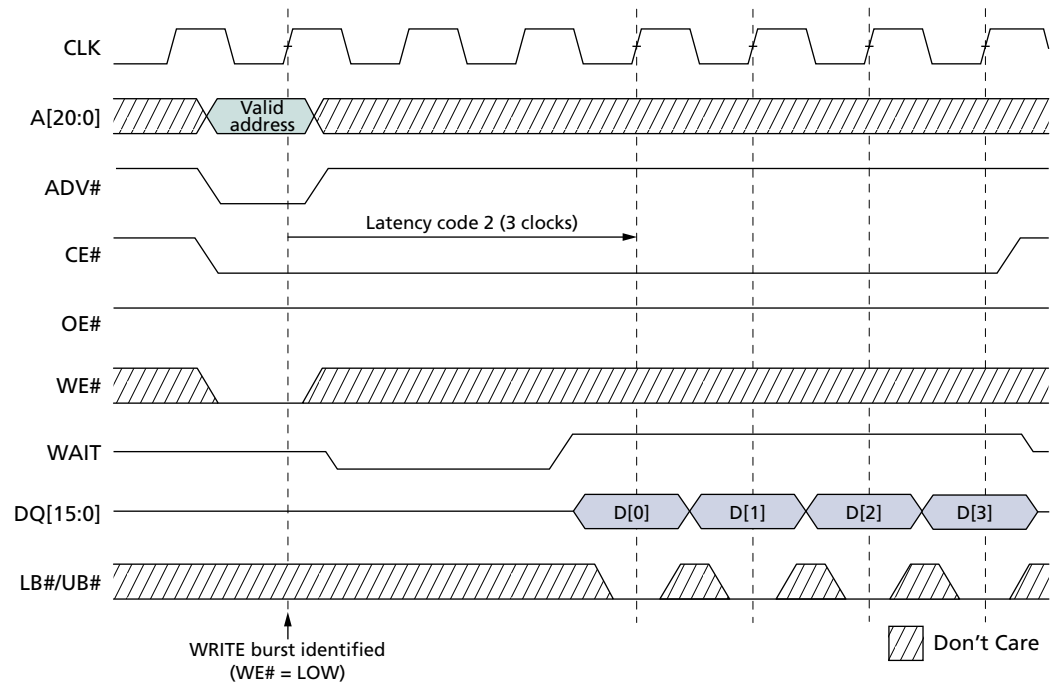 CLK
Valid
address
A[20:0]
ADV#
Latency code 2 (3 clocks)
CE#
OE#
WE#
WAIT
DQ[15:0]
D[0]
D[1]
D[2]
D[3]
LB#/UB#
WRITE burst identified
(WE# = LOW)
Don't Care